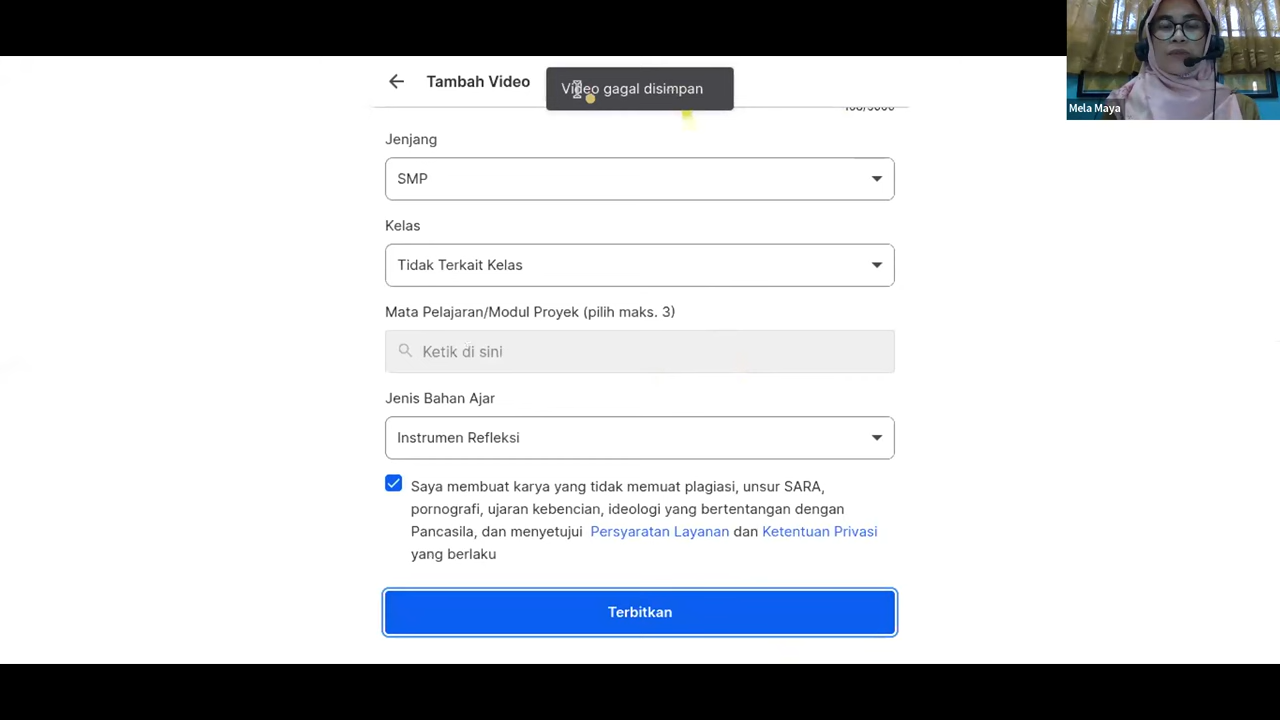 Tambah Video
Video gagal disimpan
Mela Maya
Jenjang
SMP
Kelas
Tidak Terkait Kelas
Mata Pelajaran/Modul Proyek (pilih maks. 3)
Ketik di sini
Jenis Bahan Ajar
Instrumen Refleksi
Saya membuat karya yang tidak memuat plagiasi, unsur SARA,
pornografi, ujaran kebencian, ideologi yang bertentangan dengan
Pancasila, dan menyetujui Persyaratan Layanan dan Ketentuan Privasi
yang berlaku
Terbitkan